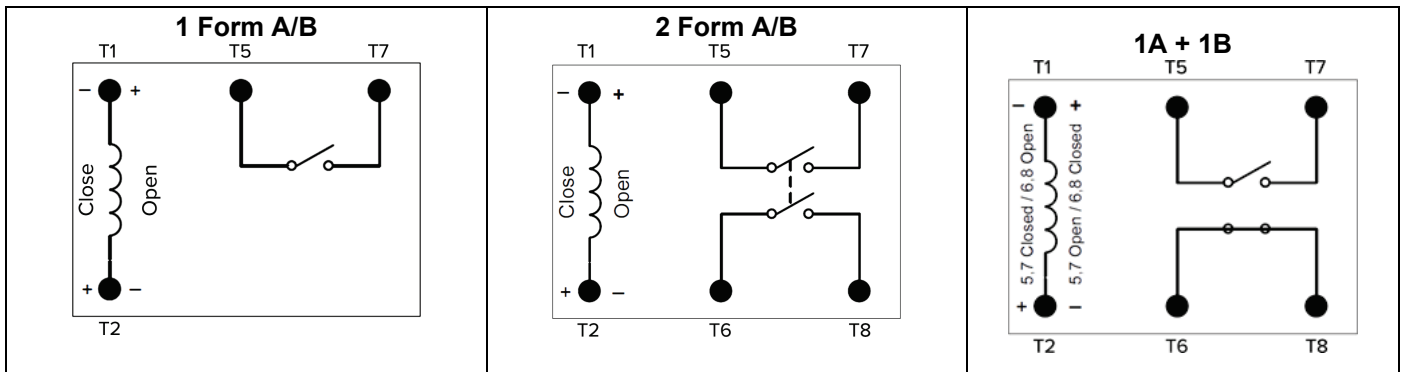 1 Form A/B
T1 T5 T7
– +
Close
Open
+ –
T2
2 Form A/B
T1 T5 T7
– +
Close
Open
+ –
T2 T6 T8
1A + 1B
T1 T5 T7
– +
5,7 Closed / 6,8 Open
5,7 Open / 6,8 Closed
+ –
T2 T6 T8